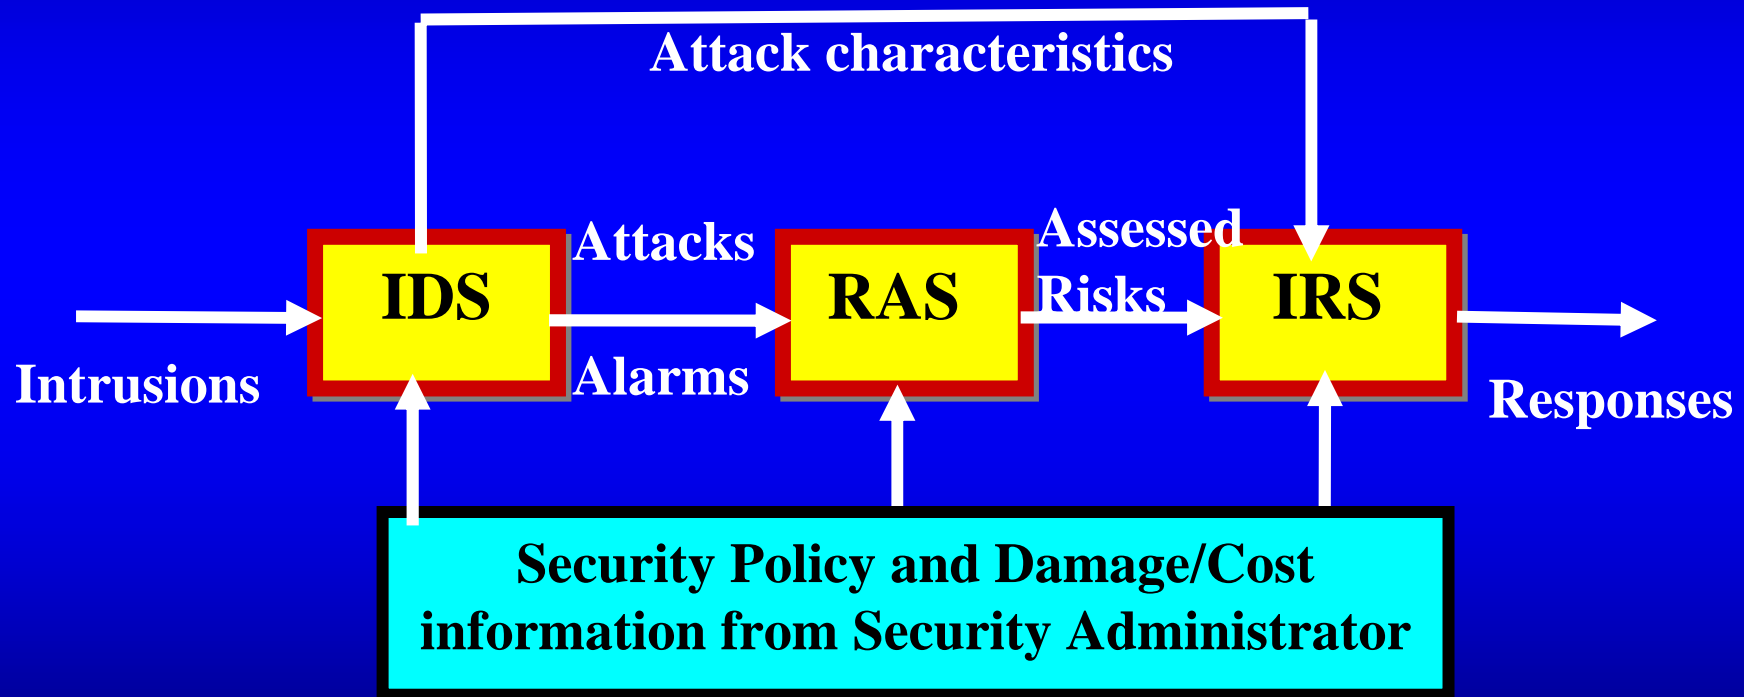 Attack characteristics
Attacks
Assessed
IDS
RAS
Risks
IRS
Intrusions
Alarms
Responses
Security Policy and Damage/Cost
information from Security Administrator